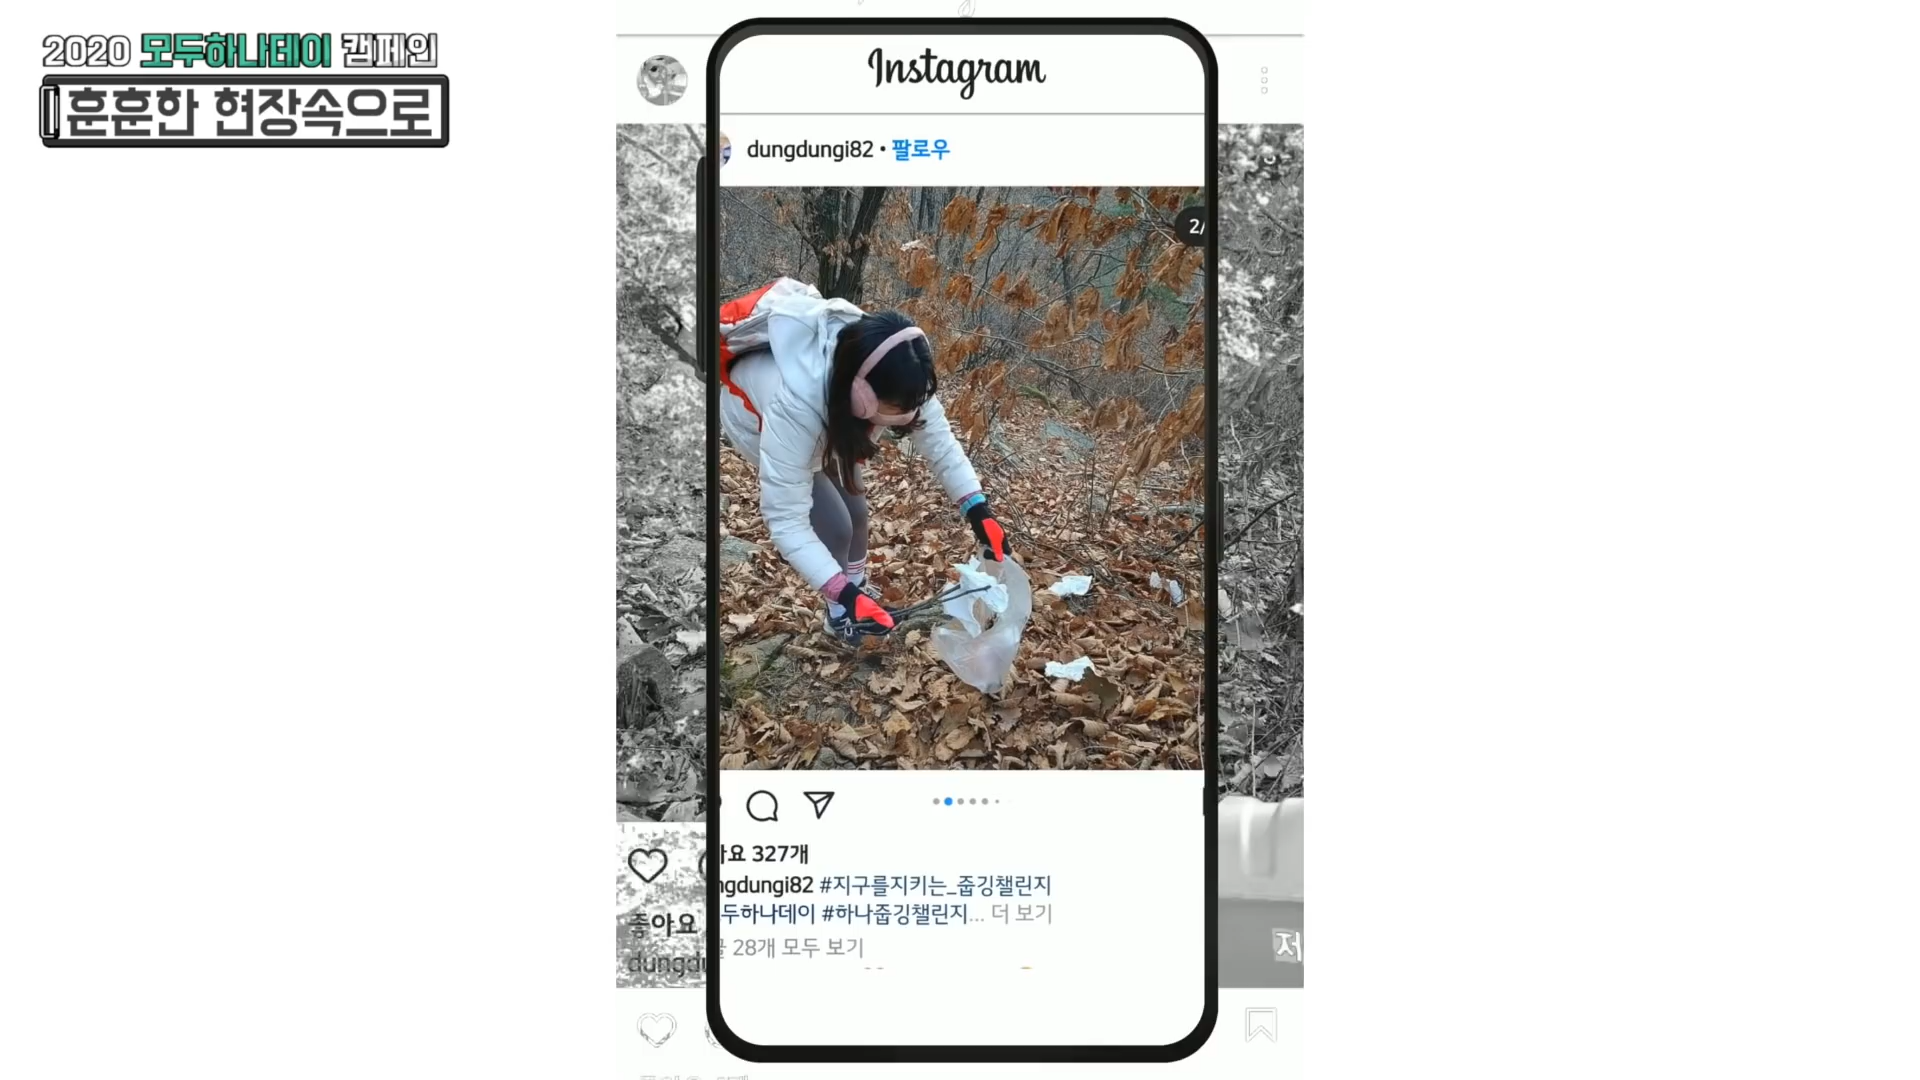 2020 모두하나데이 캠페인
훈훈한 현장속으로
Instagram
dungdungi82 • 팔로우
2/
요 327개
ngdungi82 #지구를지키는_줍깅챌린지
두하나데이 #하나줍깅챌린지... 더 보기
28개 모두 보기
좋아요
dungdu
저